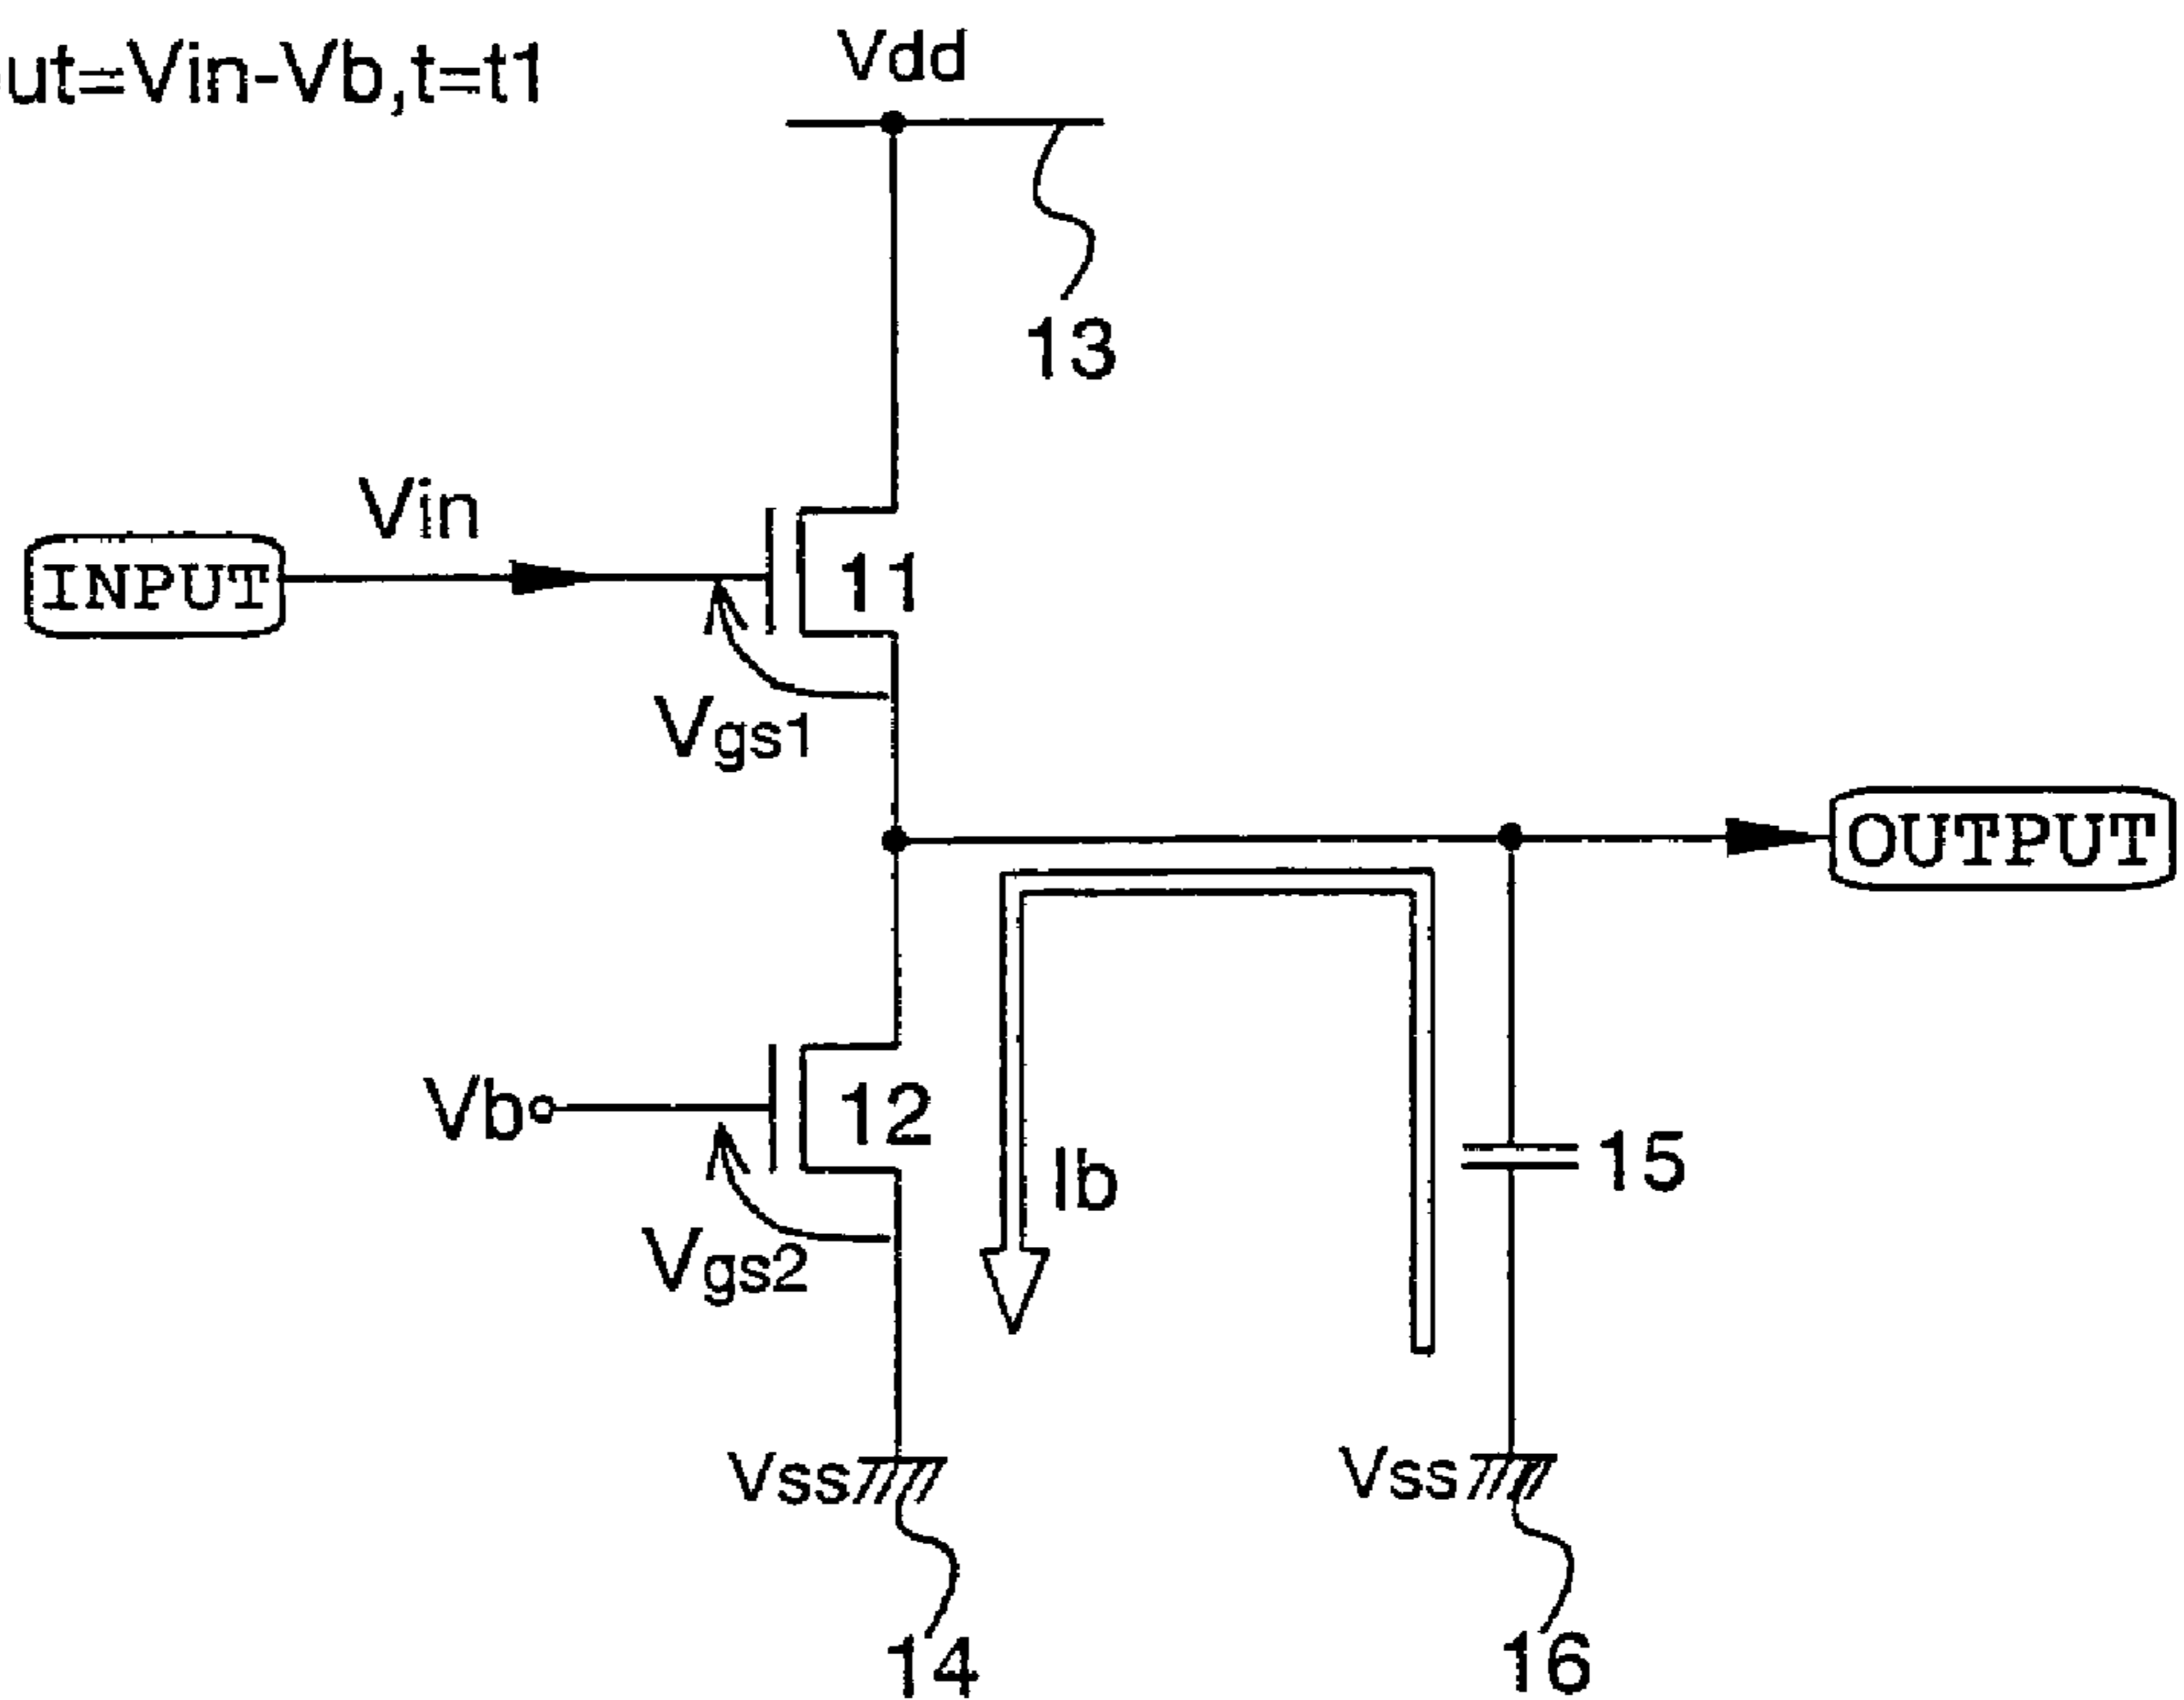 ut=Vin-Vb,t=t1
Vdd
13
Vin
INPUT
11
Vgs1
OUTPUT
Vb
12
Ib
15
Vgs2
Vss
Vss
14
16